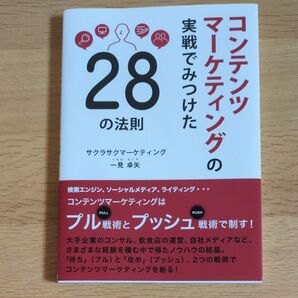 コンテンツ
マーケティングの
実戦でみつけた
28
の法則
サクラサクマーケティング
一見 卓矢
検索エンジン、ソーシャルメディア、ライティング・・・
コンテンツマーケティングは
プル戦術とプッシュ戦術で制す!
PULL
PUSH
大手企業のコンサル、飲食店の運営、自社メディアなど、
さまざまな経験を積む中で得たノウハウの結晶、
「待ち」(プル)と「攻め」(プッシュ)、2つの戦術で
コンテンツマーケティングを斬る!